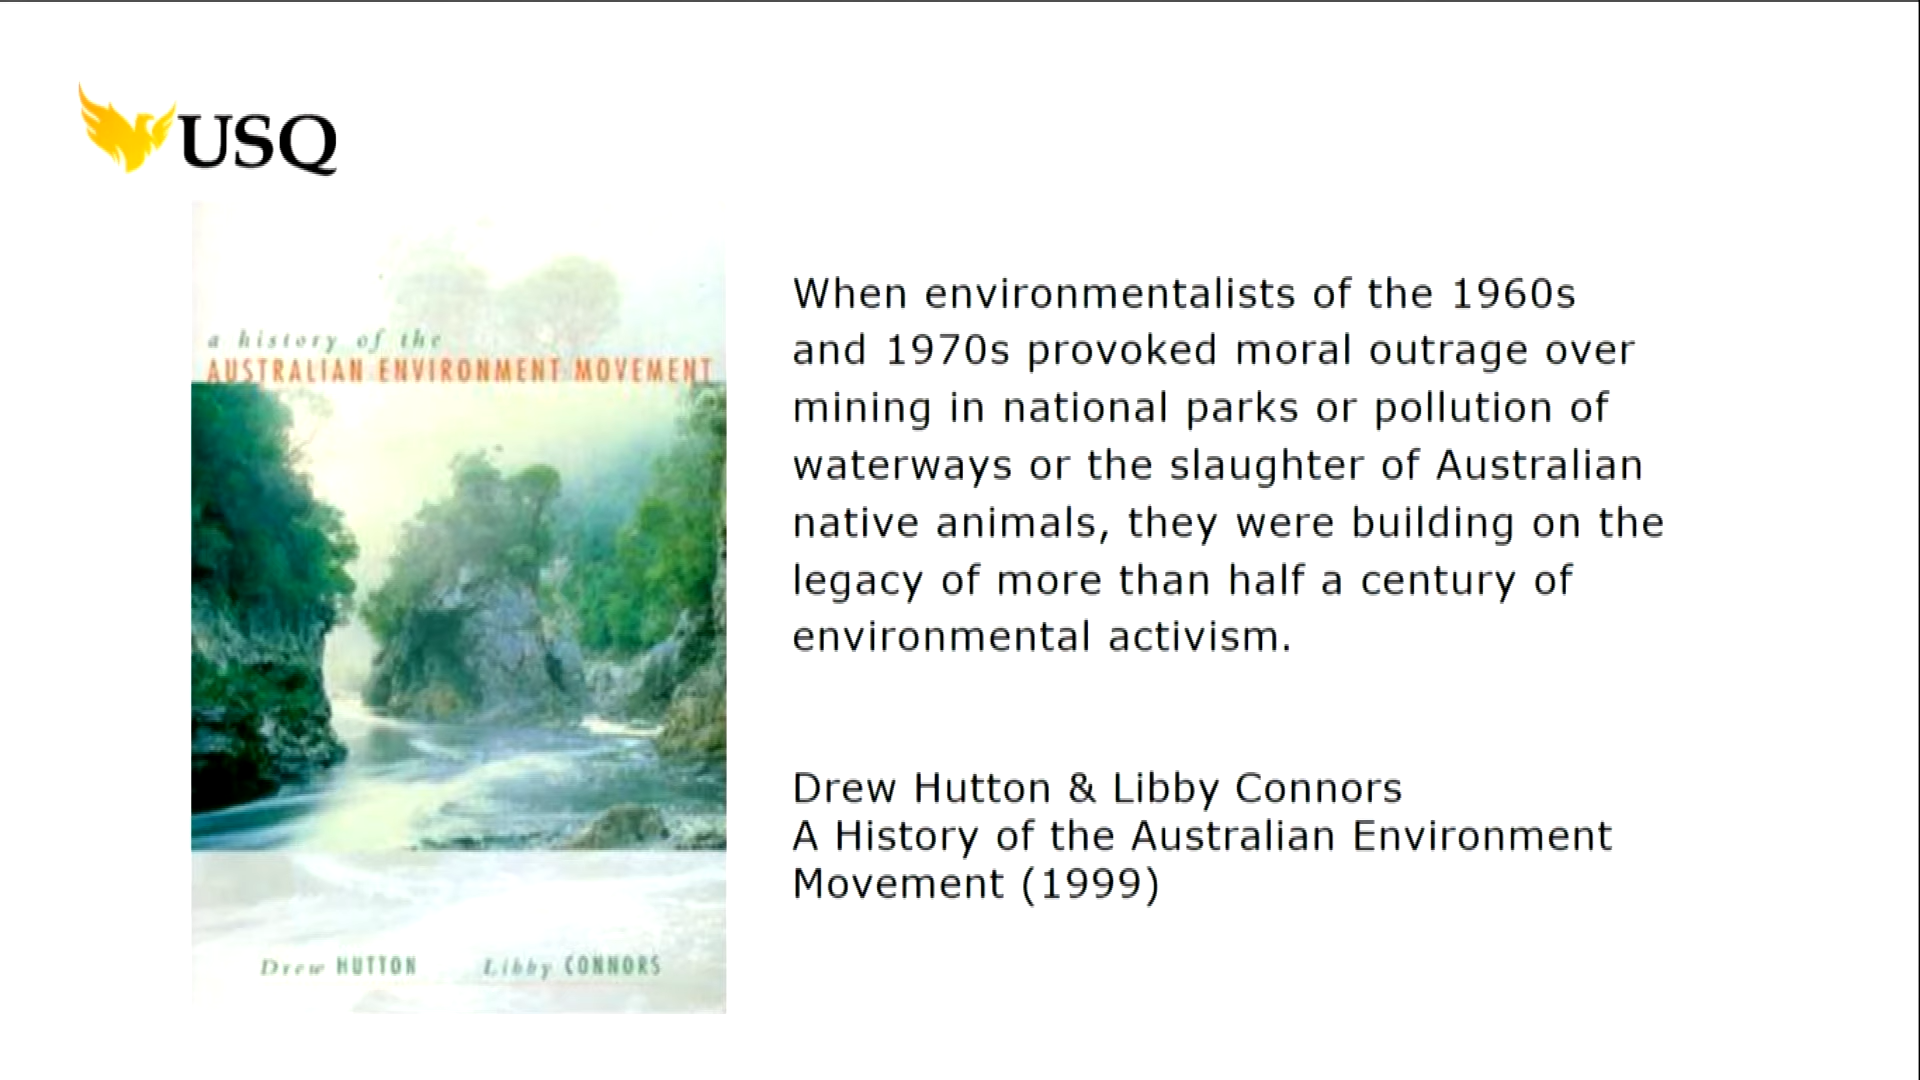 USQ
a history of the
AUSTRALIAN ENVIRONMENT MOVEMENT
Drew HUTTON Libby CONNORS
When environmentalists of the 1960s
and 1970s provoked moral outrage over
mining in national parks or pollution of
waterways or the slaughter of Australian
native animals, they were building on the
legacy of more than half a century of
environmental activism.
Drew Hutton & Libby Connors
A History of the Australian Environment
Movement (1999)